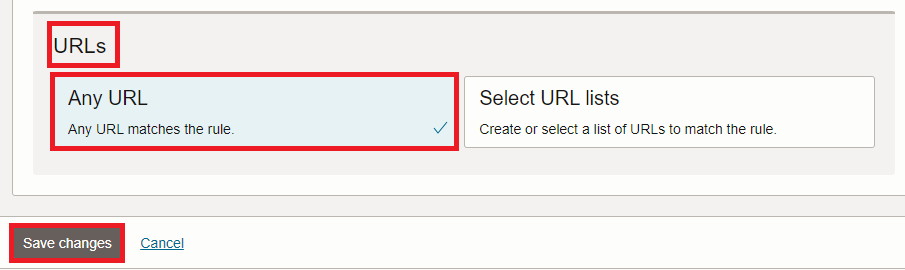 URLs
Any URL
Any URL matches the rule.
Select URL lists
Create or select a list of URLs to match the rule.
Save changes
Cancel